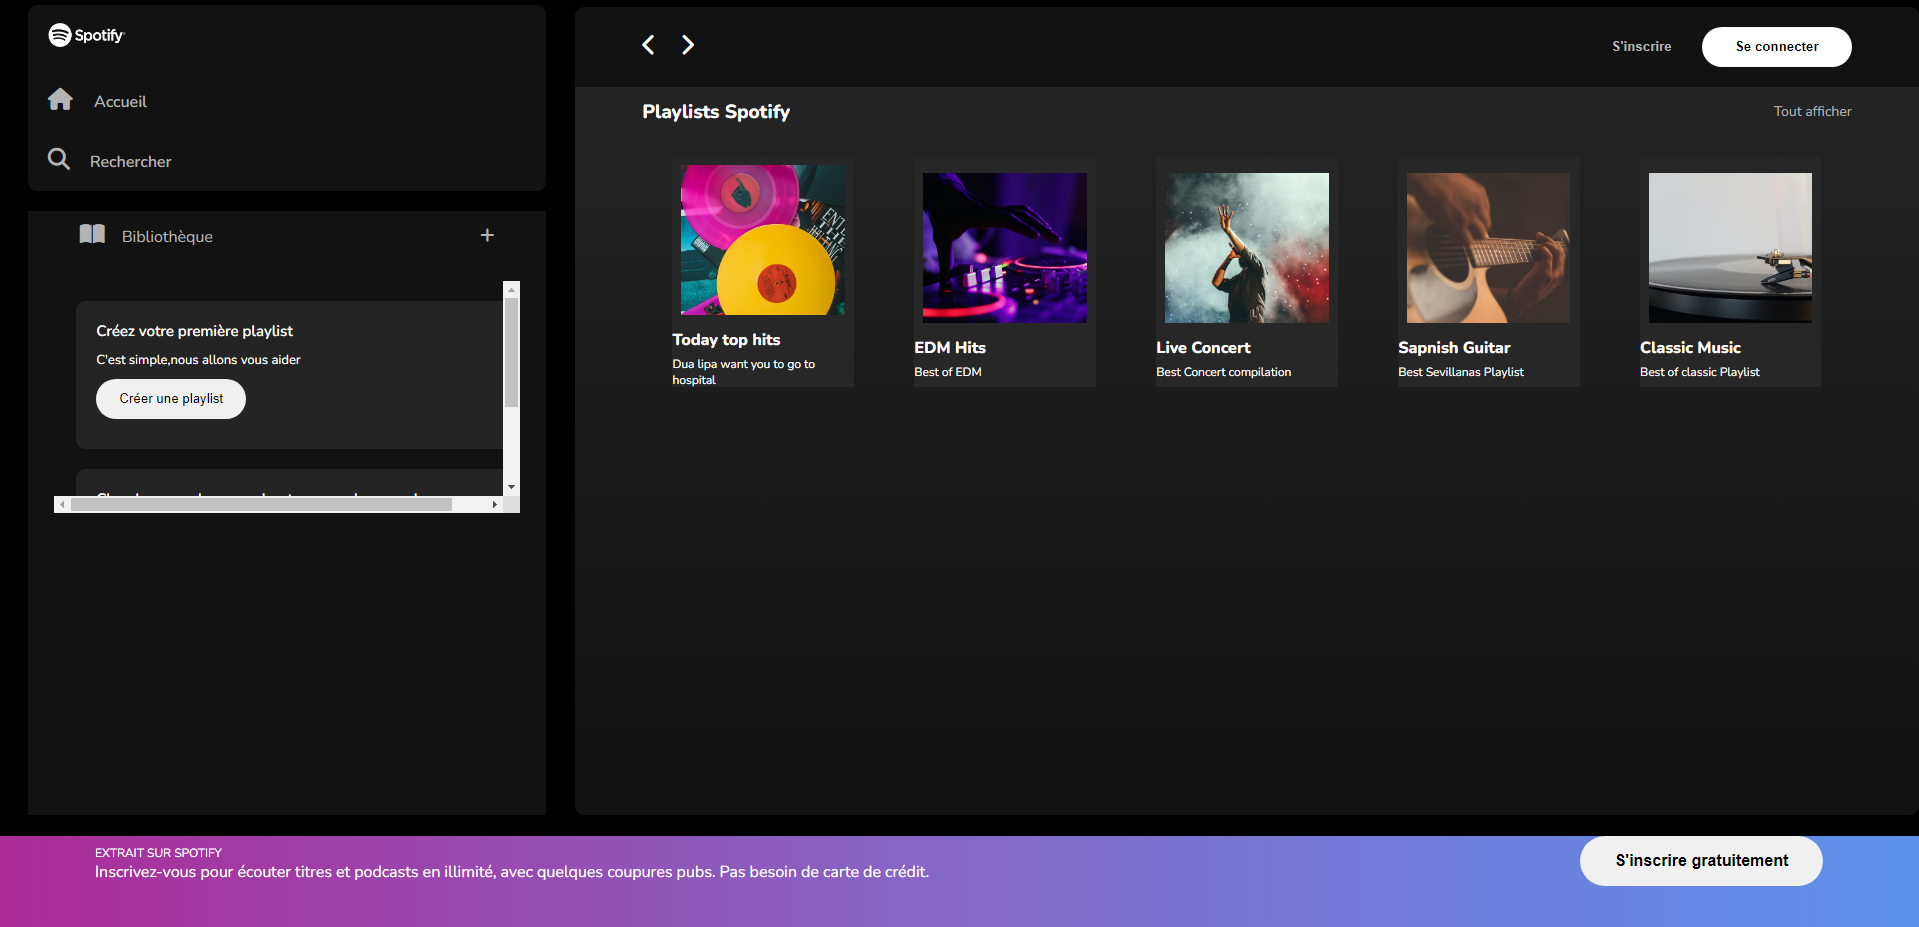 Spotify
Accueil
Rechercher
Bibliothèque
+
Créez votre première playlist
C'est simple,nous allons vous aider
Créer une playlist
S'inscrire
Se connecter
Playlists Spotify
Tout afficher
Today top hits
Dua lipa want you to go to
hospital
EDM Hits
Best of EDM
Live Concert
Best Concert compilation
Sapnish Guitar
Best Sevillanas Playlist
Classic Music
Best of classic Playlist
EXTRAIT SUR SPOTIFY
Inscrivez-vous pour écouter titres et podcasts en illimité, avec quelques coupures pubs. Pas besoin de carte de crédit.
S'inscrire gratuitement